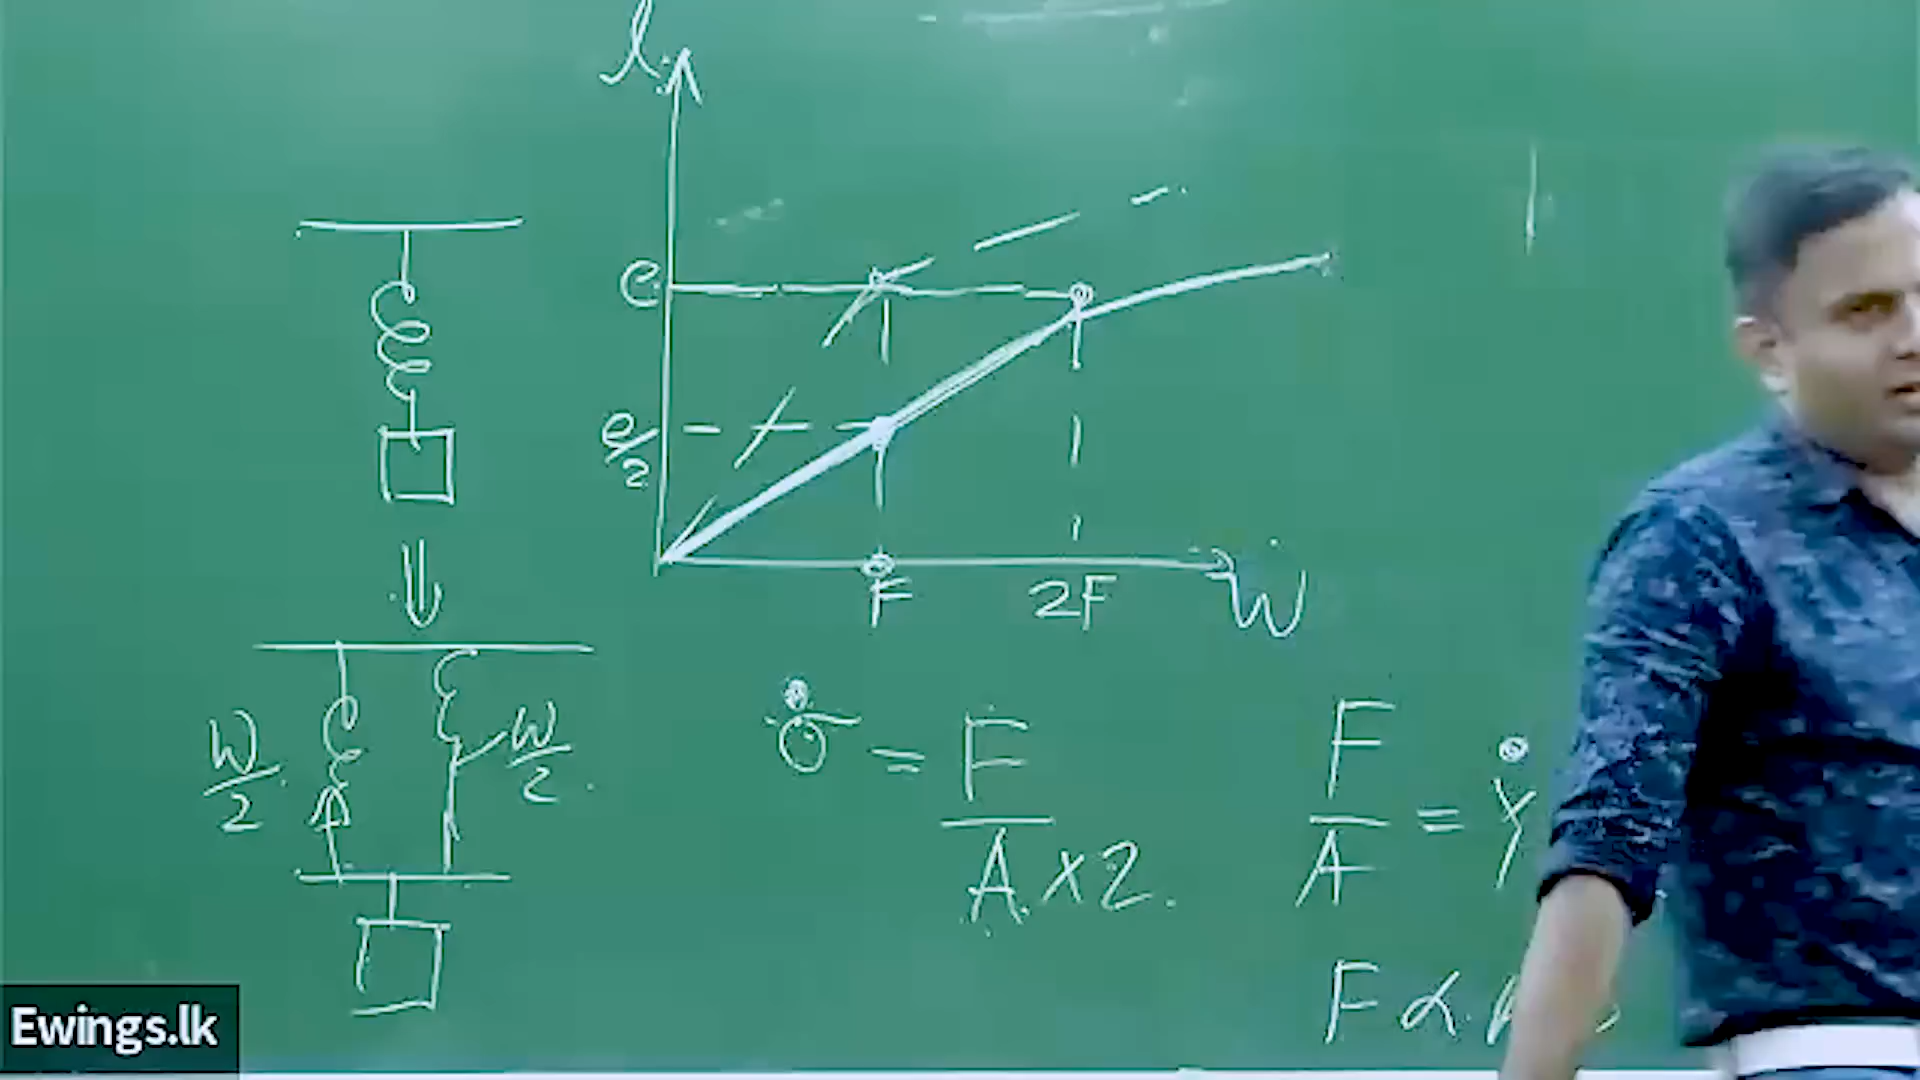 l
e
e/2
F 2F W
W/2 W/2
σ = F/A×2 F/A = Y
F α
Ewings.lk